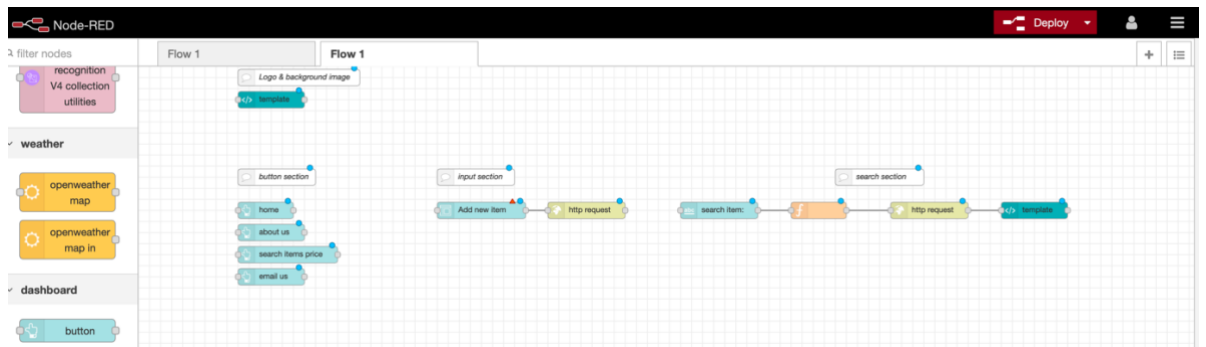 Node-RED
Deploy
filter nodes
Flow 1
Flow 1
recognition
V4 collection
utilities
weather
openweather
map
openweather
map in
dashboard
button
Logo & background image
</> template
button section
input section
search section
home
Add new item
http request
search item:
http request
</> template
about us
search items price
email us